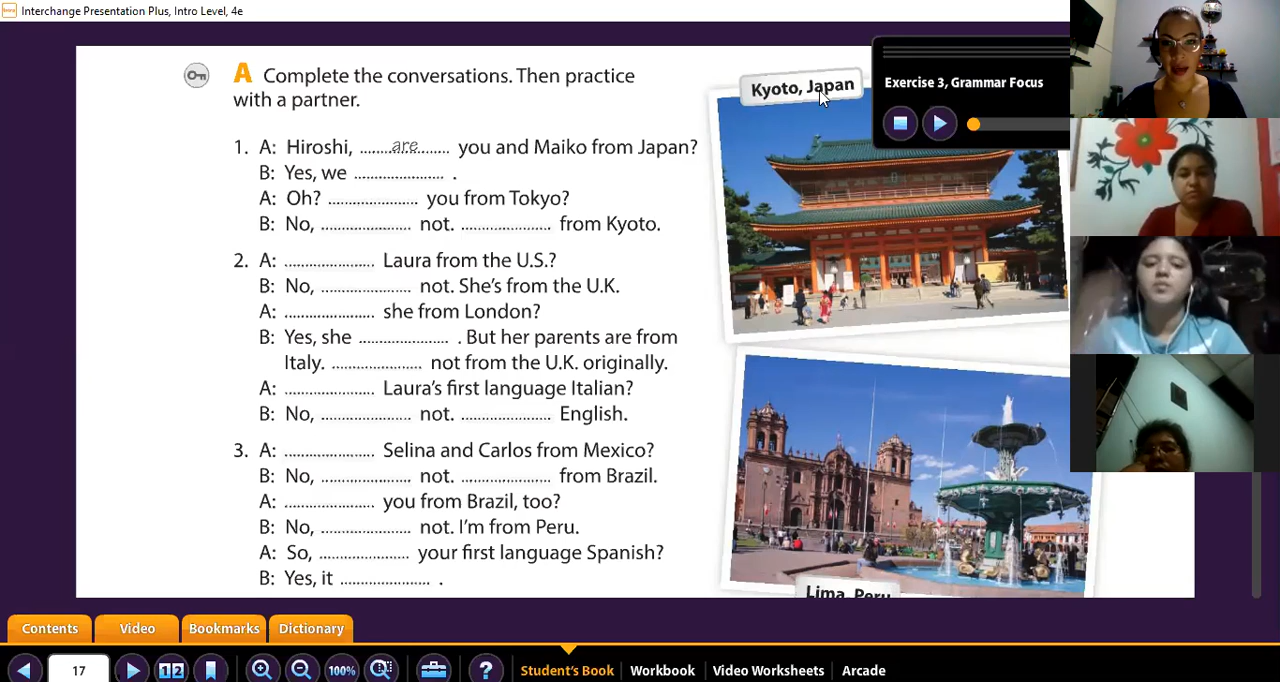 Interchange Presentation Plus, Intro Level, 4e
A Complete the conversations. Then practice
with a partner.
1. A: Hiroshi, ........are....... you and Maiko from Japan?
B: Yes, we ...................... .
A: Oh? ...................... you from Tokyo?
B: No, ...................... not. ...................... from Kyoto.
2. A: ...................... Laura from the U.S.?
B: No, ...................... not. She's from the U.K.
A: ...................... she from London?
B: Yes, she ...................... . But her parents are from
Italy. ...................... not from the U.K. originally.
A: ...................... Laura's first language Italian?
B: No, ...................... not. ...................... English.
3. A: ...................... Selina and Carlos from Mexico?
B: No, ...................... not. ...................... from Brazil.
A: ...................... you from Brazil, too?
B: No, ...................... not. I'm from Peru.
A: So, ...................... your first language Spanish?
B: Yes, it ...................... .
Kyoto, Japan
Exercise 3, Grammar Focus
Lima, Peru
Contents
Video
Bookmarks
Dictionary
17
1 2
100%
?
Student's Book
Workbook
Video Worksheets
Arcade